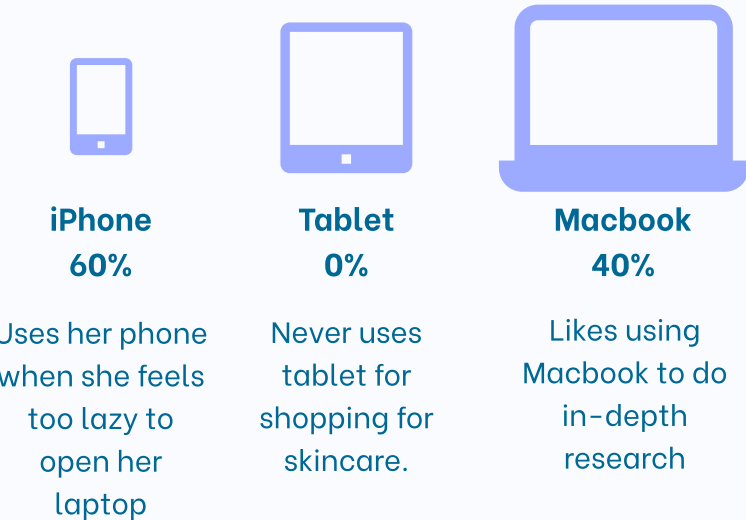 iPhone
60%
Uses her phone
when she feels
too lazy to
open her
laptop
Tablet
0%
Never uses
tablet for
shopping for
skincare.
Macbook
40%
Likes using
Macbook to do
in-depth
research